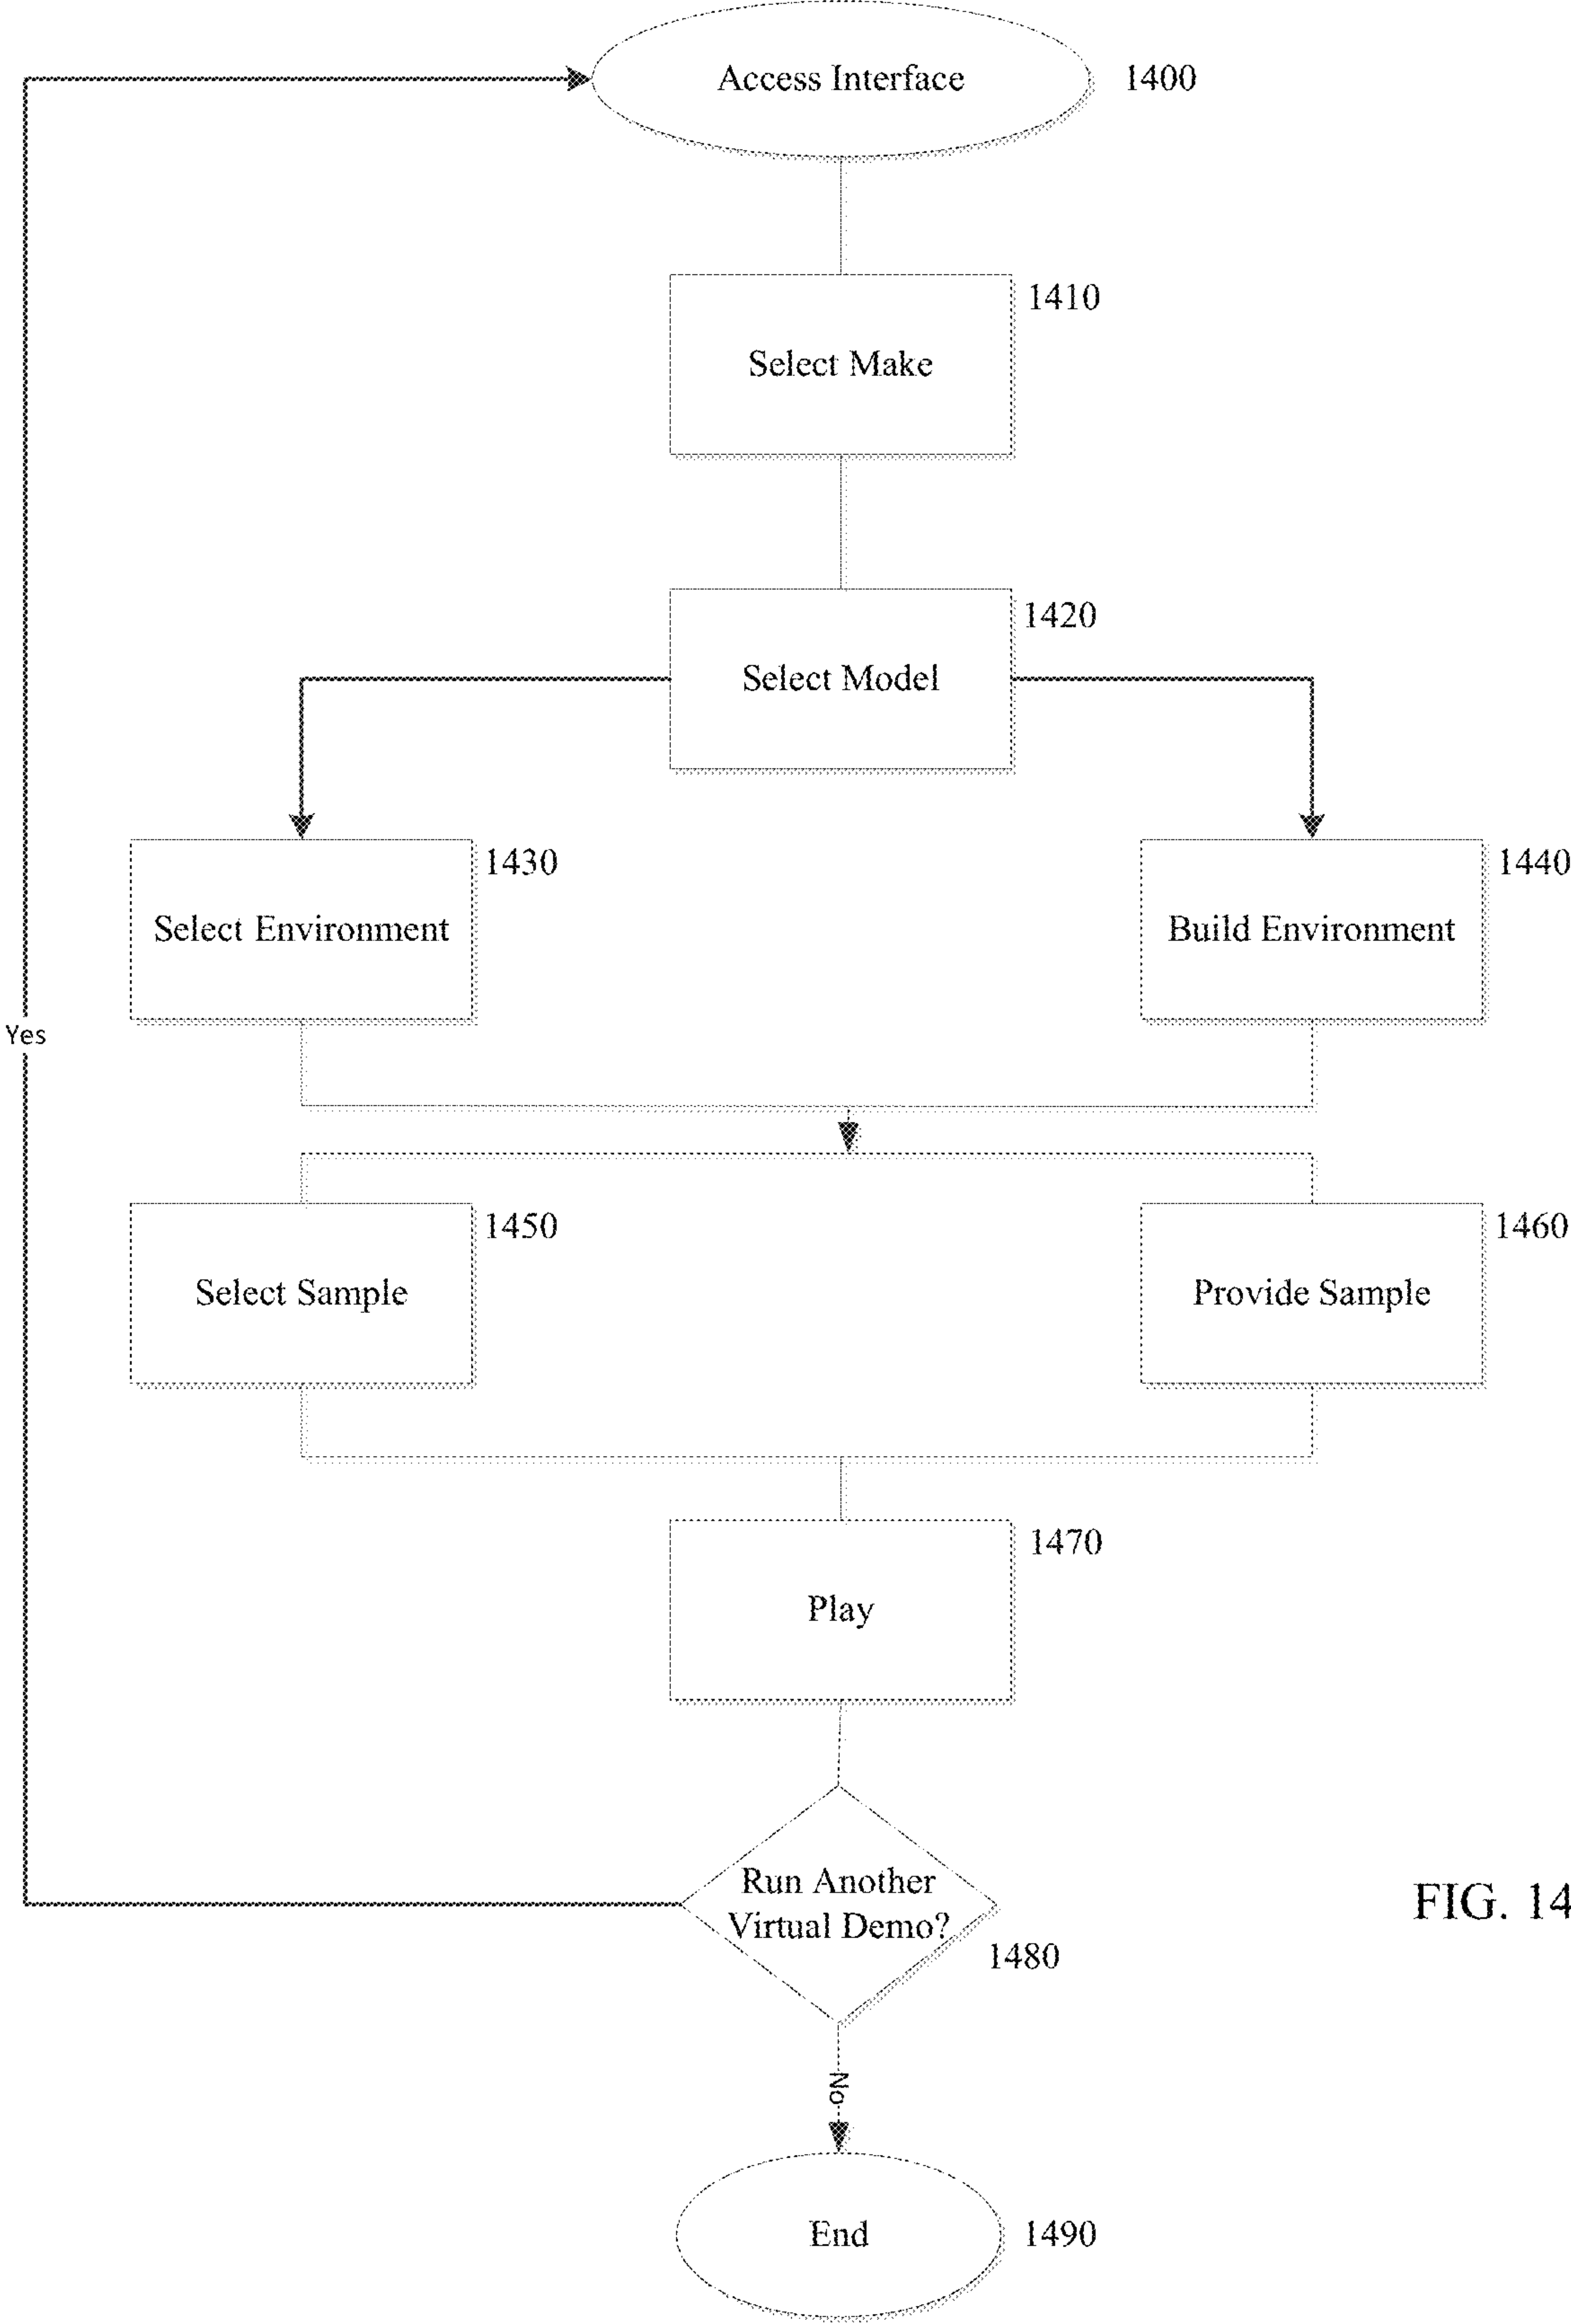 Access Interface
1400
1410
Select Make
1420
Select Model
1430
Select Environment
1440
Build Environment
Yes
1450
Select Sample
1460
Provide Sample
1470
Play
Run Another
Virtual Demo?
1480
FIG. 14
No
End
1490